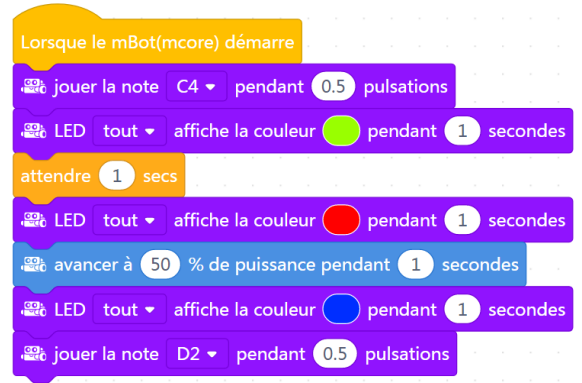 Lorsque le mBot(mcore) démarre
jouer la note C4 pendant 0.5 pulsations
LED tout affiche la couleur pendant 1 secondes
attendre 1 secs
LED tout affiche la couleur pendant 1 secondes
avancer à 50 % de puissance pendant 1 secondes
LED tout affiche la couleur pendant 1 secondes
jouer la note D2 pendant 0.5 pulsations